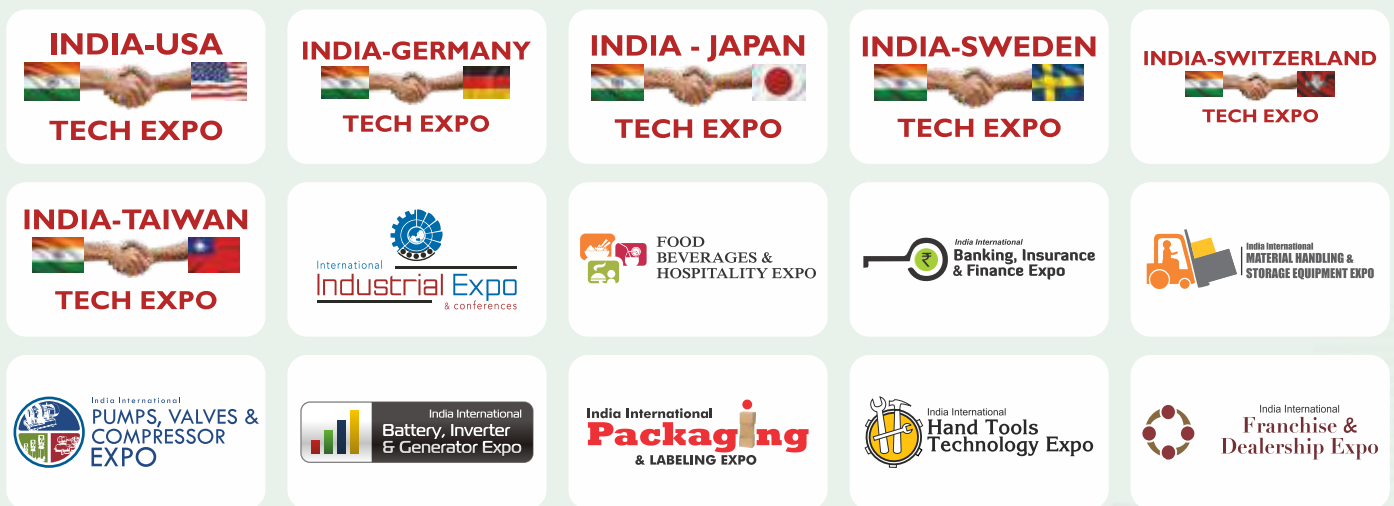 INDIA-USA
TECH EXPO
INDIA-GERMANY
TECH EXPO
INDIA - JAPAN
TECH EXPO
INDIA-SWEDEN
TECH EXPO
INDIA-SWITZERLAND
TECH EXPO
INDIA-TAIWAN
TECH EXPO
International
Industrial Expo
& conferences
FOOD
BEVERAGES &
HOSPITALITY EXPO
₹
India International
Banking, Insurance
& Finance Expo
India International
MATERIAL HANDLING &
STORAGE EQUIPMENT EXPO
India International
PUMPS, VALVES &
COMPRESSOR
EXPO
India International
Battery, Inverter
& Generator Expo
India International
Packaging
& LABELING EXPO
India International
Hand Tools
Technology Expo
India International
Franchise &
Dealership Expo